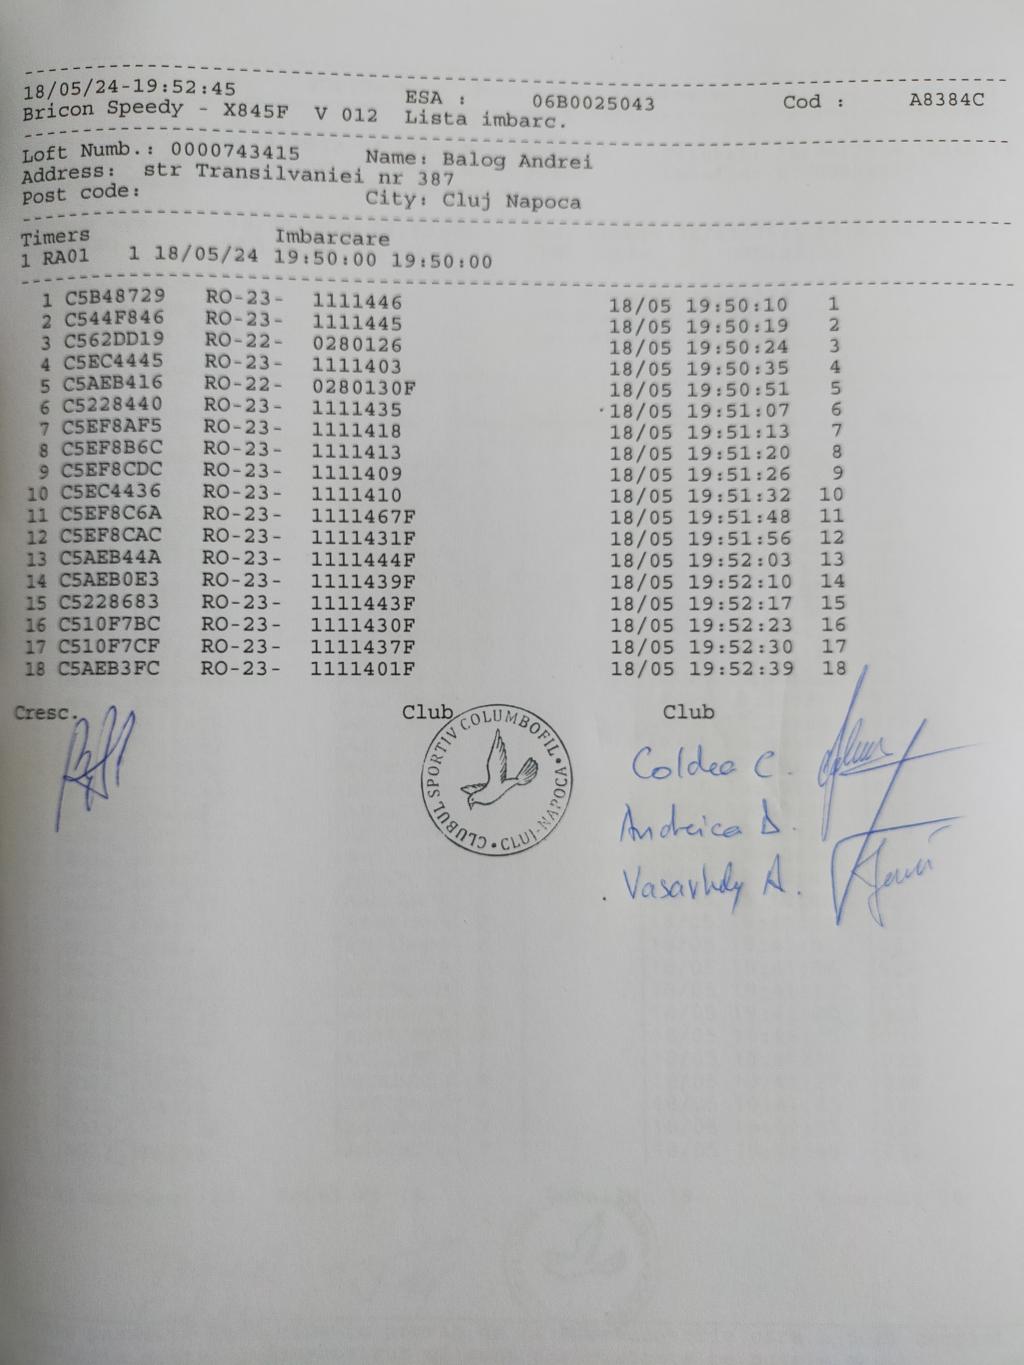 18/05/24-19:52:45 ESA : 06B0025043 Cod : A8384C
Bricon Speedy - X845F V 012 Lista imbarc.
Loft Numb.: 0000743415 Name: Balog Andrei
Address: str Transilvaniei nr 387
Post code: City: Cluj Napoca
Timers Imbarcare
1 RA01 1 18/05/24 19:50:00 19:50:00
1 C5B48729 RO-23- 1111446 18/05 19:50:10 1
2 C544F846 RO-23- 1111445 18/05 19:50:19 2
3 C562DD19 RO-22- 0280126 18/05 19:50:24 3
4 C5EC4445 RO-23- 1111403 18/05 19:50:35 4
5 C5AEB416 RO-22- 0280130F 18/05 19:50:51 5
6 C5228440 RO-23- 1111435 18/05 19:51:07 6
7 C5EF8AF5 RO-23- 1111418 18/05 19:51:13 7
8 C5EF8B6C RO-23- 1111413 18/05 19:51:20 8
9 C5EF8CDC RO-23- 1111409 18/05 19:51:26 9
10 C5EC4436 RO-23- 1111410 18/05 19:51:32 10
11 C5EF8C6A RO-23- 1111467F 18/05 19:51:48 11
12 C5EF8CAC RO-23- 1111431F 18/05 19:51:56 12
13 C5AEB44A RO-23- 1111444F 18/05 19:52:03 13
14 C5AEB0E3 RO-23- 1111439F 18/05 19:52:10 14
15 C5228683 RO-23- 1111443F 18/05 19:52:17 15
16 C510F7BC RO-23- 1111430F 18/05 19:52:23 16
17 C510F7CF RO-23- 1111437F 18/05 19:52:30 17
18 C5AEB3FC RO-23- 1111401F 18/05 19:52:39 18
Cresc. Club Club
CLUBUL SPORTIV COLUMBOFIL • CLUJ-NAPOCA •
Coldea C.
Andreica D.
Vasarhely A.